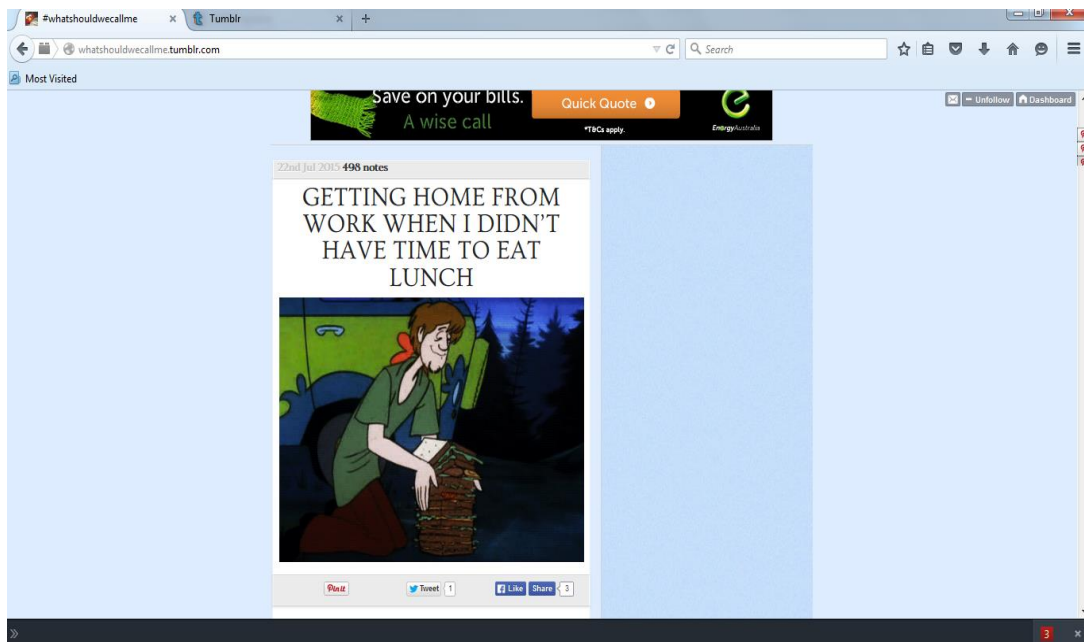 #whatshouldwecallme
Tumblr
whatshouldwecallme.tumblr.com
Search
Most Visited
Save on your bills.
A wise call
Quick Quote
*T&Cs apply.
EnergyAustralia
Unfollow
Dashboard
22nd Jul 2015 498 notes
GETTING HOME FROM
WORK WHEN I DIDN'T
HAVE TIME TO EAT
LUNCH
Pin it
Tweet 1
Like Share 3
3